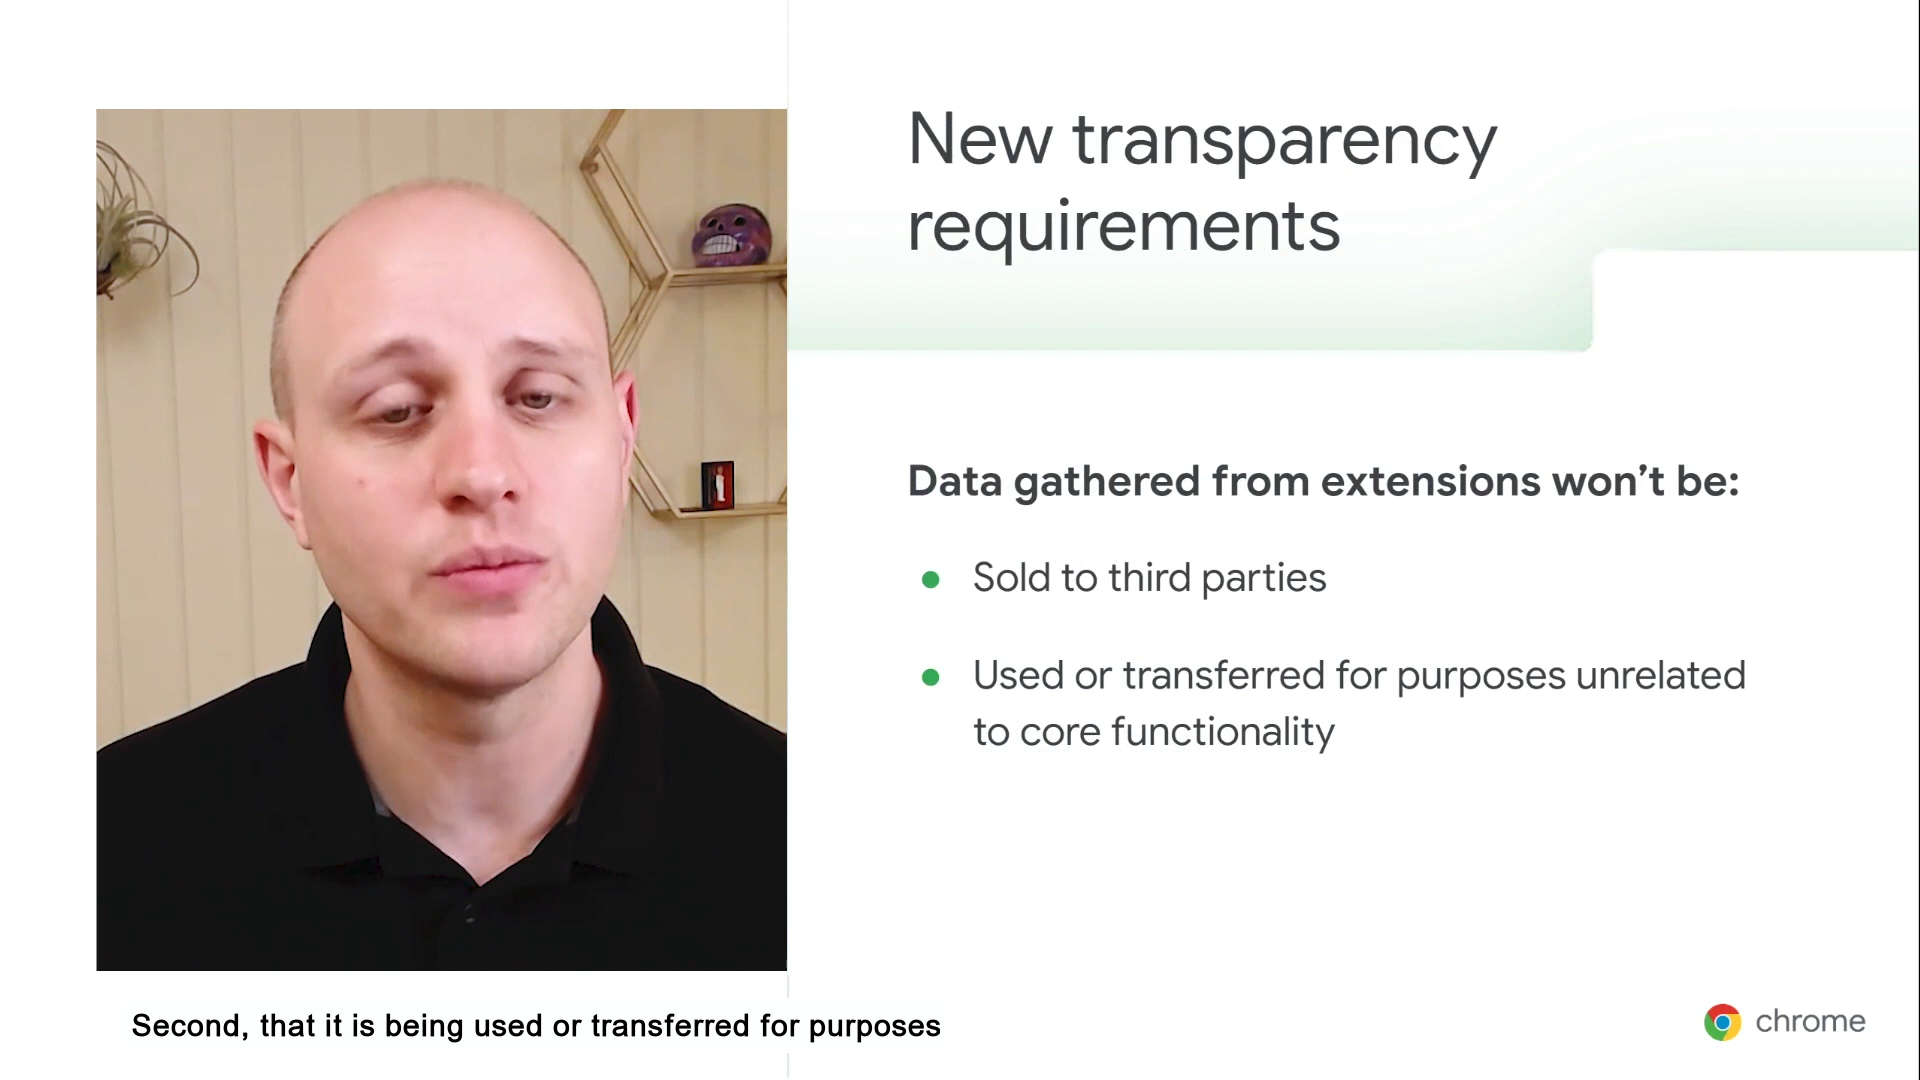 New transparency
requirements
Data gathered from extensions won’t be:
● Sold to third parties
● Used or transferred for purposes unrelated
to core functionality
Second, that it is being used or transferred for purposes
chrome